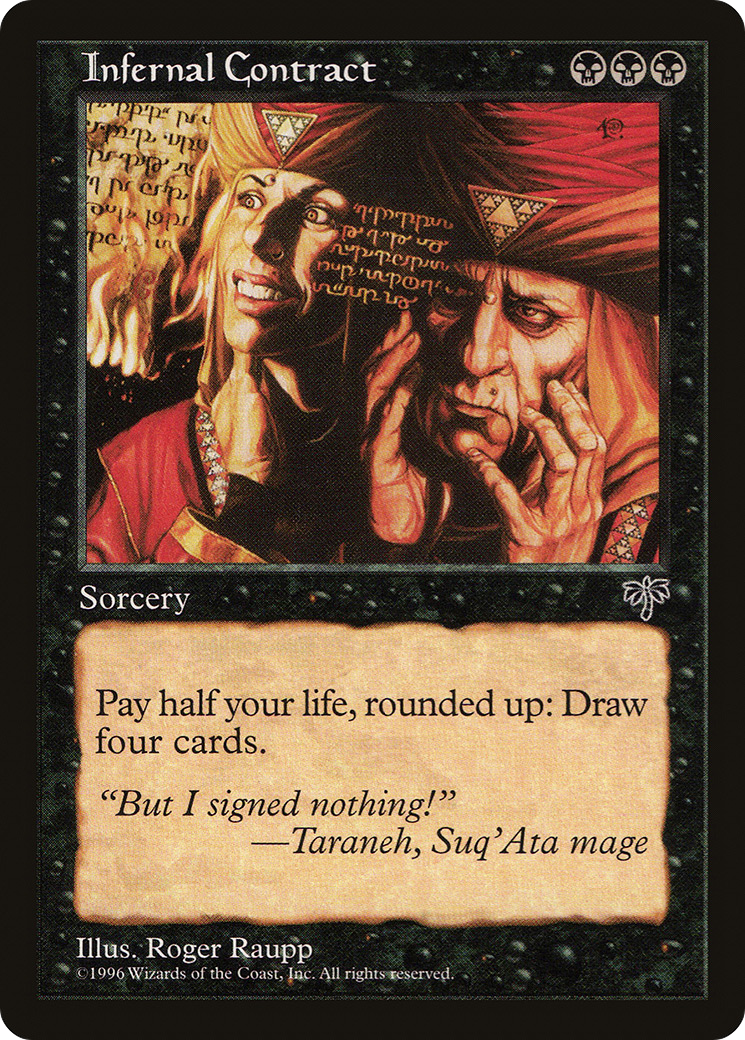 Infernal Contract
Sorcery
Pay half your life, rounded up: Draw
four cards.
“But I signed nothing!”
—Taraneh, Suq’Ata mage
Illus. Roger Raupp
©1996 Wizards of the Coast, Inc. All rights reserved.